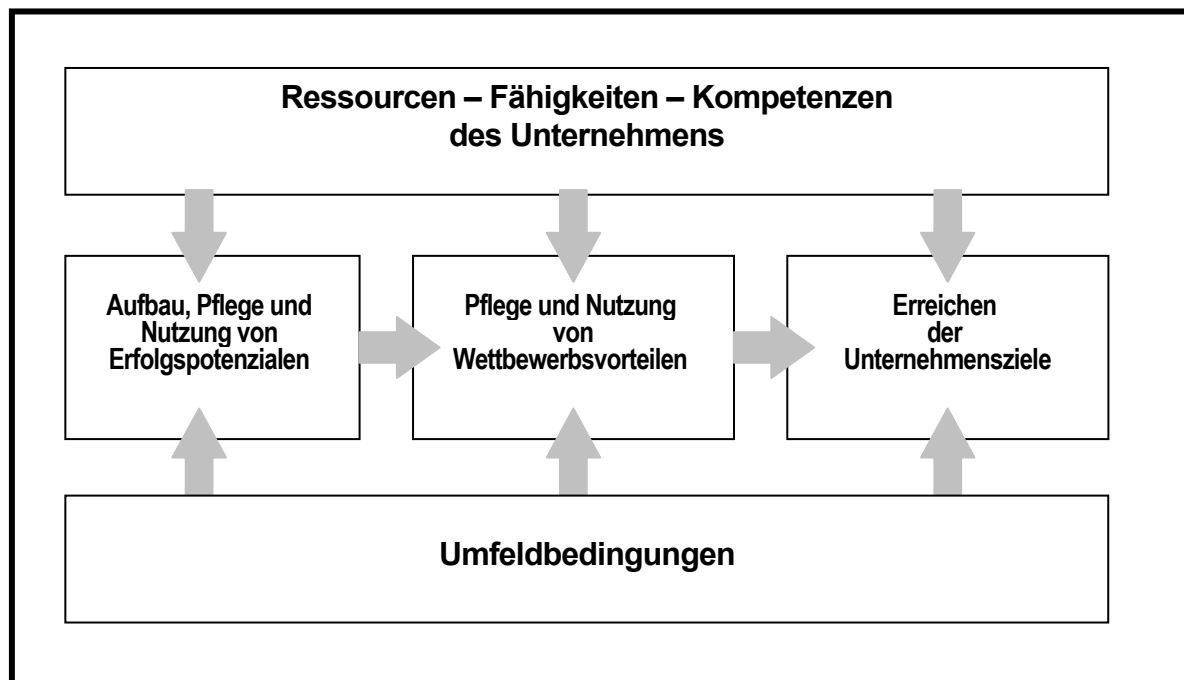 Ressourcen – Fähigkeiten – Kompetenzen
des Unternehmens
Aufbau, Pflege und
Nutzung von
Erfolgspotenzialen
Pflege und Nutzung
von
Wettbewerbsvorteilen
Erreichen
der
Unternehmensziele
Umfeldbedingungen